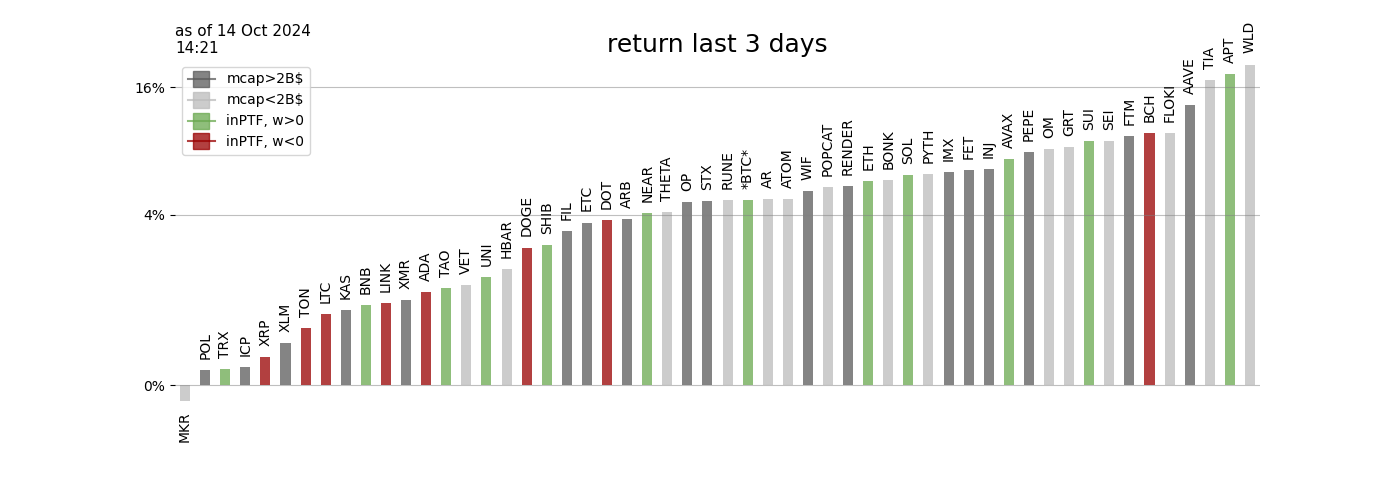 as of 14 Oct 2024
14:21
return last 3 days
mcap>2B$
mcap<2B$
inPTF, w>0
inPTF, w<0
16%
4%
0%
MKR
POL
TRX
ICP
XRP
XLM
TON
LTC
KAS
BNB
LINK
XMR
ADA
TAO
VET
UNI
HBAR
DOGE
SHIB
FIL
ETC
DOT
ARB
NEAR
THETA
OP
STX
RUNE
*BTC*
AR
ATOM
WIF
POPCAT
RENDER
ETH
BONK
SOL
PYTH
IMX
FET
INJ
AVAX
PEPE
OM
GRT
SUI
SEI
FTM
BCH
FLOKI
AAVE
TIA
APT
WLD